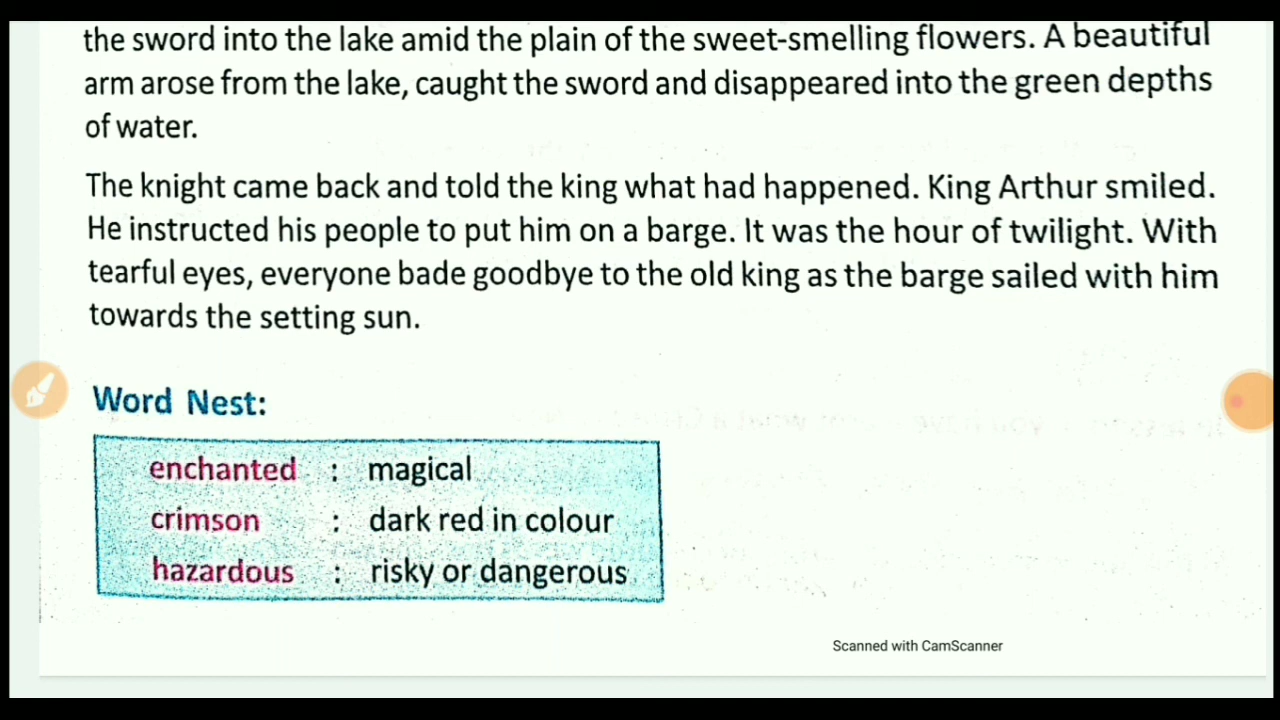 the sword into the lake amid the plain of the sweet-smelling flowers. A beautiful
arm arose from the lake, caught the sword and disappeared into the green depths
of water.
The knight came back and told the king what had happened. King Arthur smiled.
He instructed his people to put him on a barge. It was the hour of twilight. With
tearful eyes, everyone bade goodbye to the old king as the barge sailed with him
towards the setting sun.
Word Nest:
enchanted : magical
crimson : dark red in colour
hazardous : risky or dangerous
Scanned with CamScanner